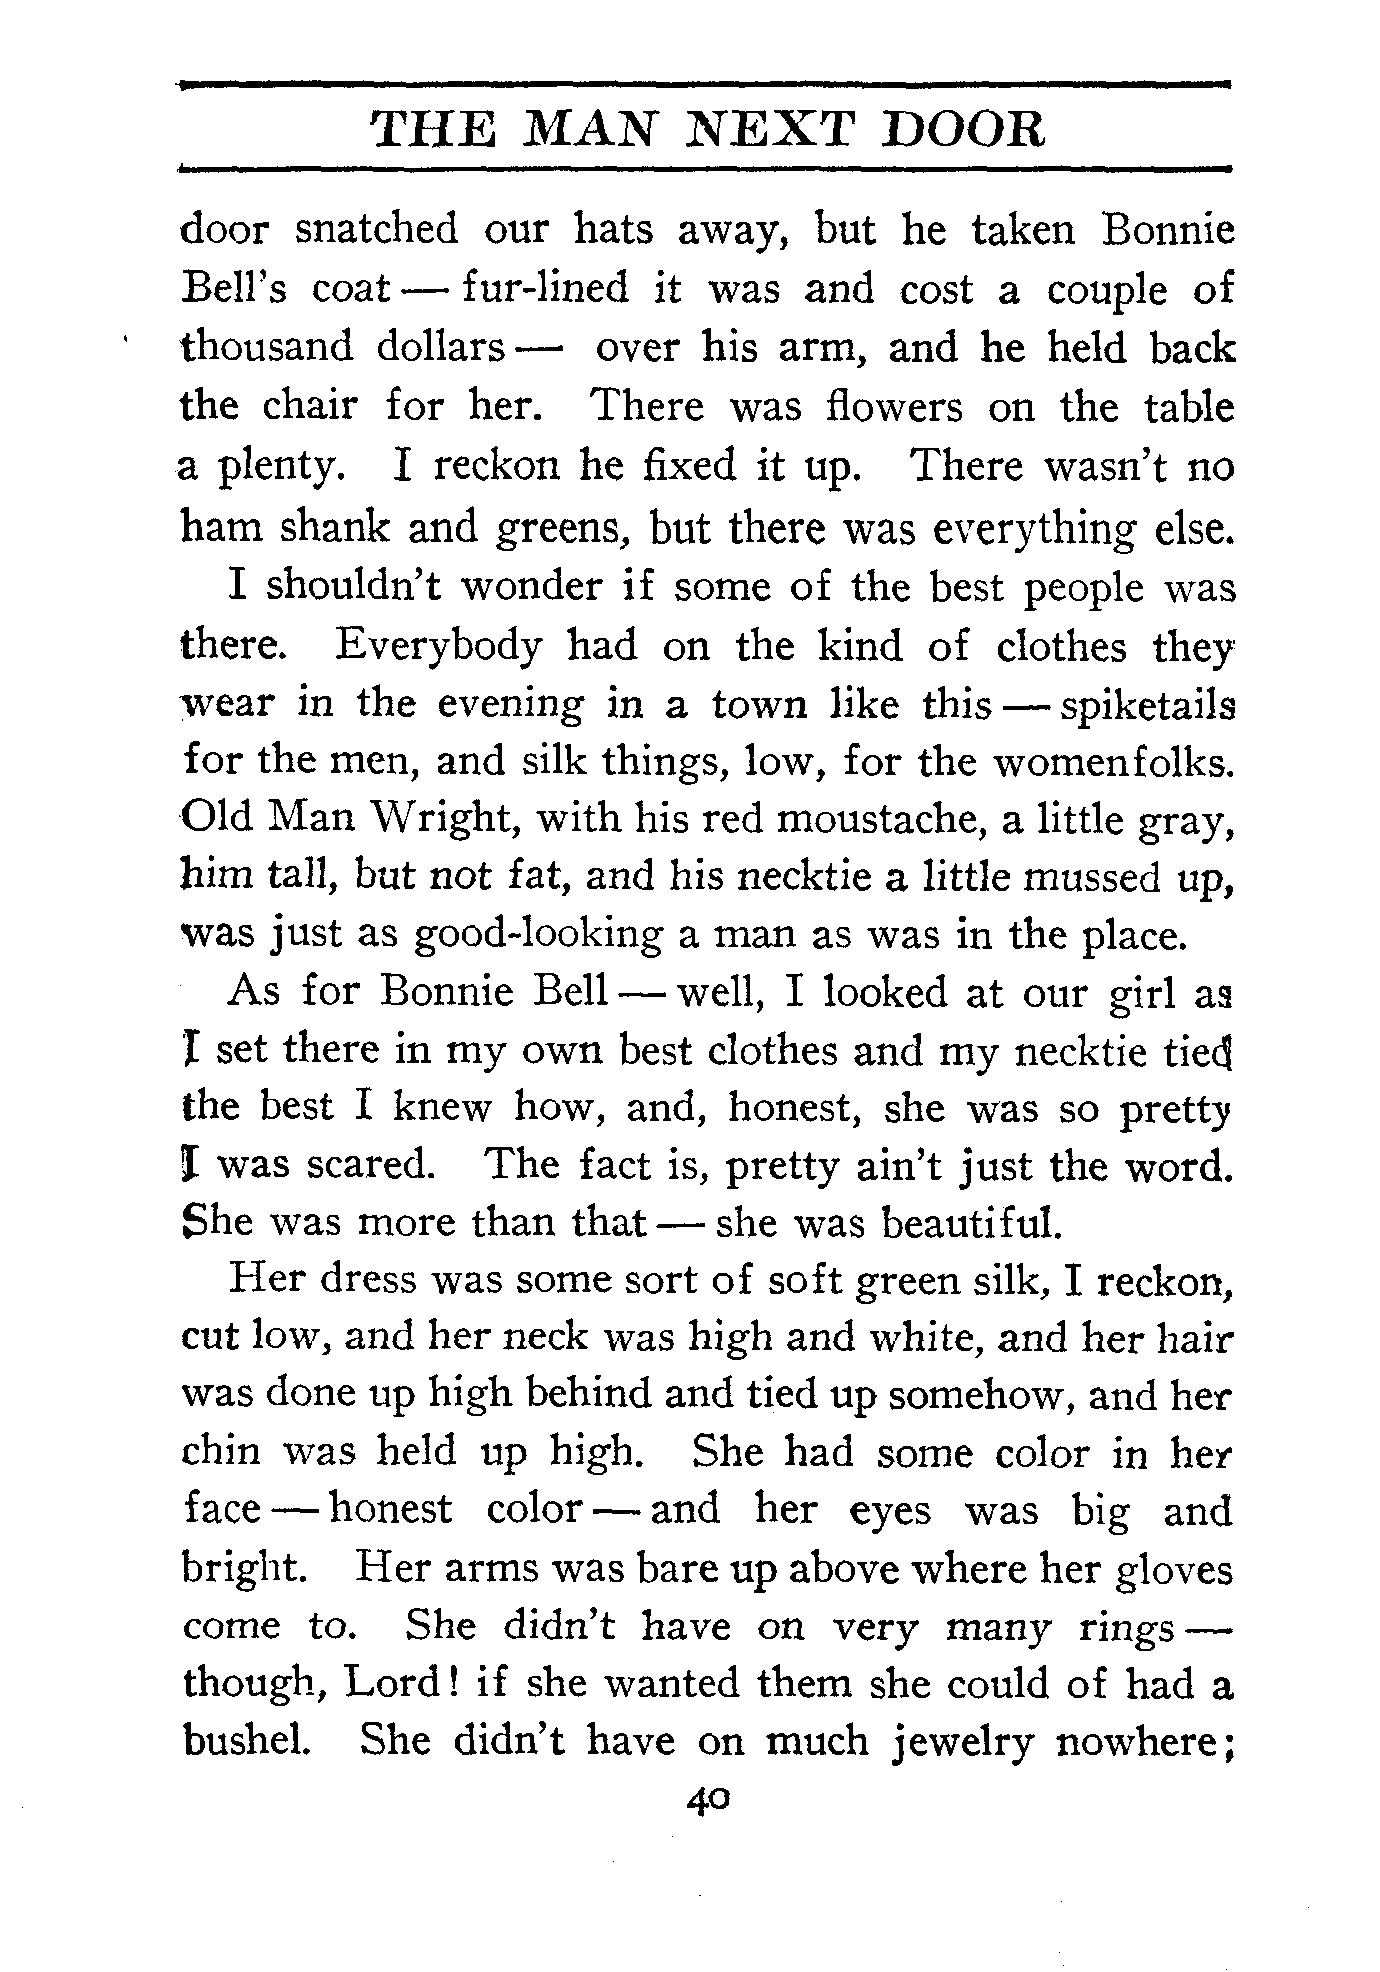 THE MAN NEXT DOOR
door snatched our hats away, but he taken Bonnie
Bell's coat — fur-lined it was and cost a couple of
thousand dollars — over his arm, and he held back
the chair for her. There was flowers on the table
a plenty. I reckon he fixed it up. There wasn't no
ham shank and greens, but there was everything else.
I shouldn't wonder if some of the best people was
there. Everybody had on the kind of clothes they
wear in the evening in a town like this — spiketails
for the men, and silk things, low, for the womenfolks.
Old Man Wright, with his red moustache, a little gray,
him tall, but not fat, and his necktie a little mussed up,
was just as good-looking a man as was in the place.
As for Bonnie Bell — well, I looked at our girl as
I set there in my own best clothes and my necktie tied
the best I knew how, and, honest, she was so pretty
I was scared. The fact is, pretty ain't just the word.
She was more than that — she was beautiful.
Her dress was some sort of soft green silk, I reckon,
cut low, and her neck was high and white, and her hair
was done up high behind and tied up somehow, and her
chin was held up high. She had some color in her
face — honest color — and her eyes was big and
bright. Her arms was bare up above where her gloves
come to. She didn't have on very many rings —
though, Lord! if she wanted them she could of had a
bushel. She didn't have on much jewelry nowhere;
40